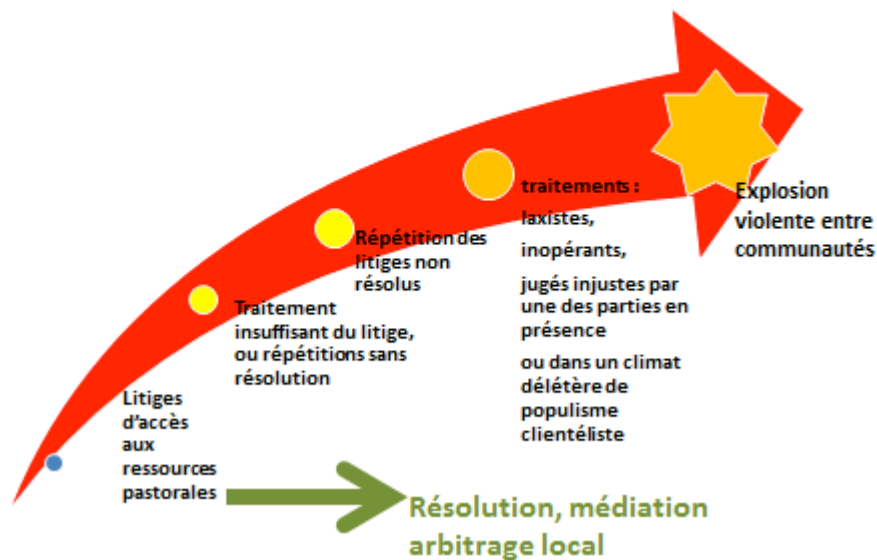 Litiges
d'accès
aux
ressources
pastorales
Traitement
insuffisant du litige,
ou répétitions sans
résolution
Répétition des
litiges non
résolus
traitements :
laxistes,
inopérants,
jugés injustes par
une des parties en
présence
ou dans un climat
délétère de
populisme
clientéliste
Explosion
violente entre
communautés
Résolution, médiation
arbitrage local